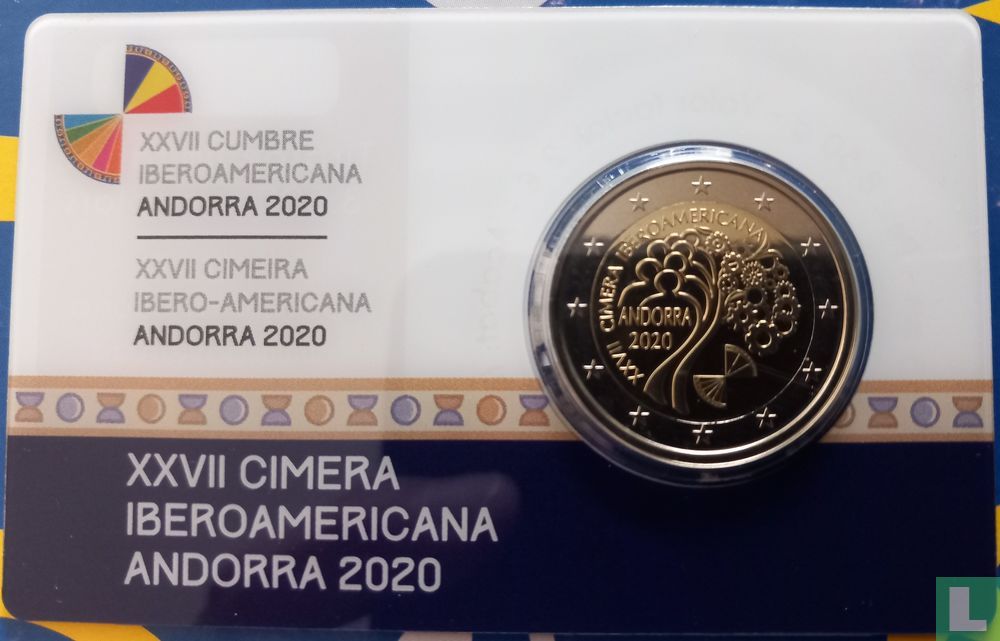 XXVII CUMBRE
IBEROAMERICANA
ANDORRA 2020
XXVII CIMEIRA
IBERO-AMERICANA
ANDORRA 2020
XXVII CIMERA IBEROAMERICANA
ANDORRA
2020
XXVII CIMERA
IBEROAMERICANA
ANDORRA 2020
L